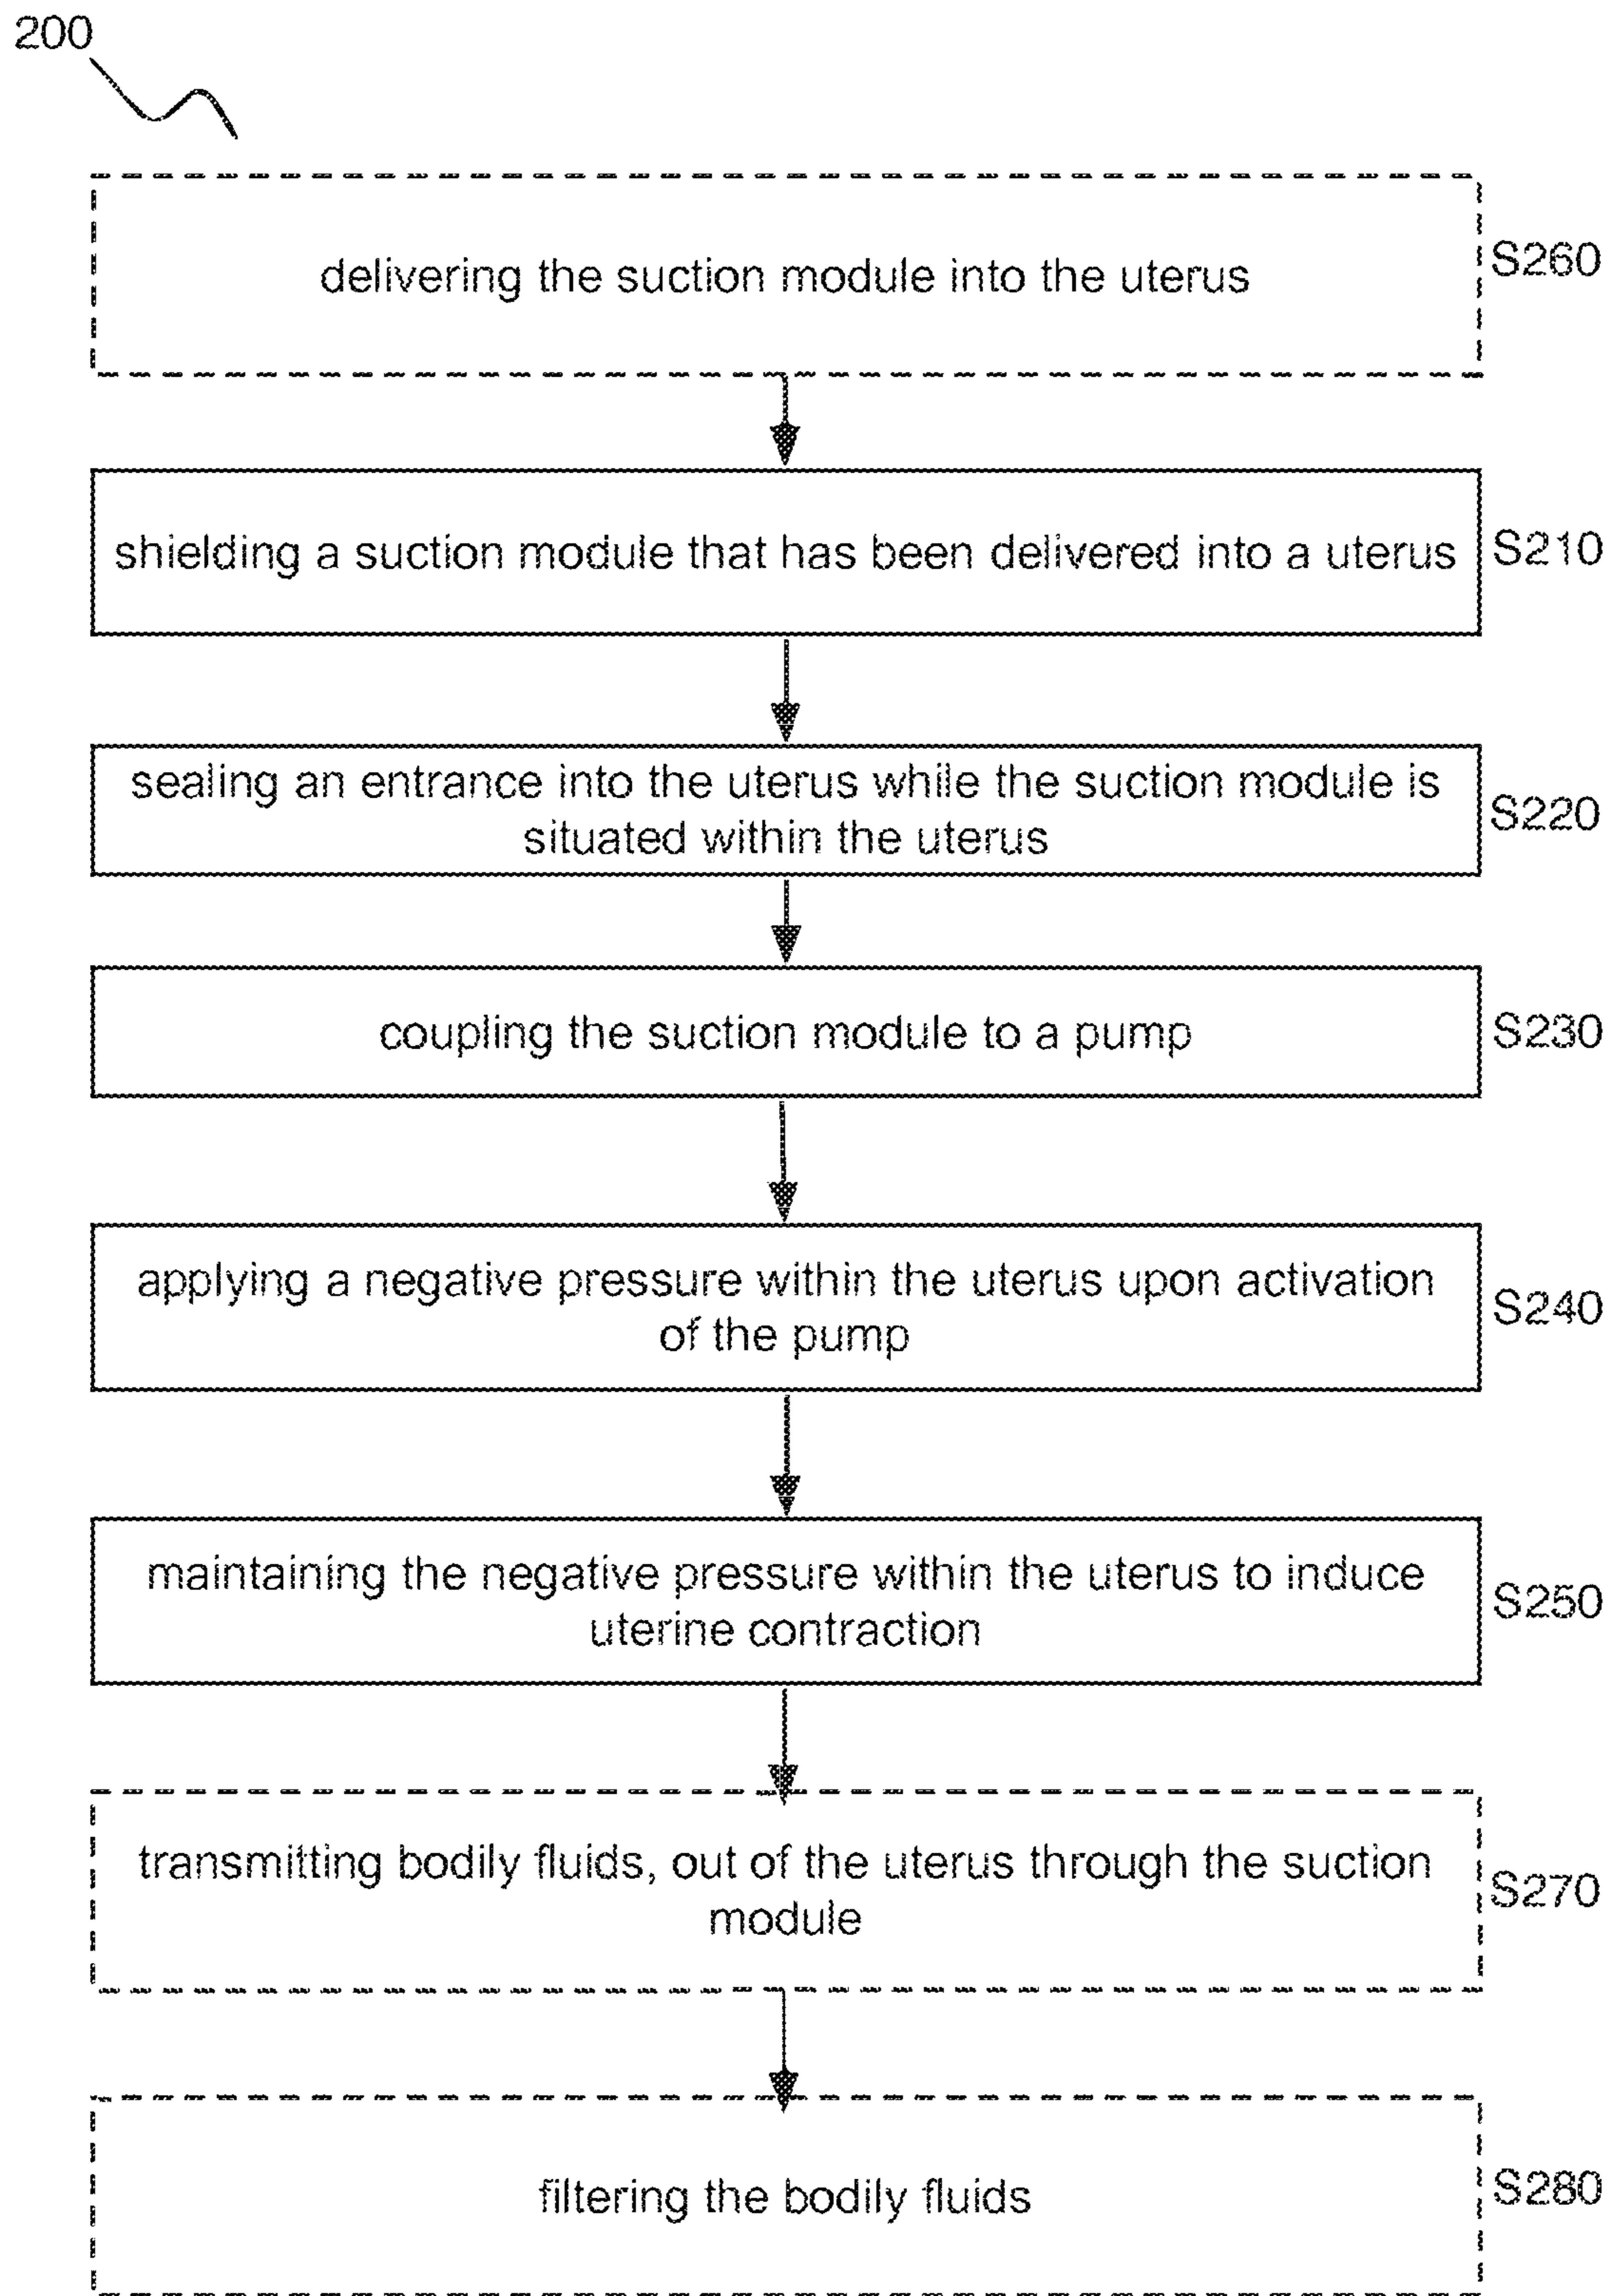 200
delivering the suction module into the uterus
S260
shielding a suction module that has been delivered into a uterus
S210
sealing an entrance into the uterus while the suction module is
situated within the uterus
S220
coupling the suction module to a pump
S230
applying a negative pressure within the uterus upon activation
of the pump
S240
maintaining the negative pressure within the uterus to induce
uterine contraction
S250
transmitting bodily fluids, out of the uterus through the suction
module
S270
filtering the bodily fluids
S280